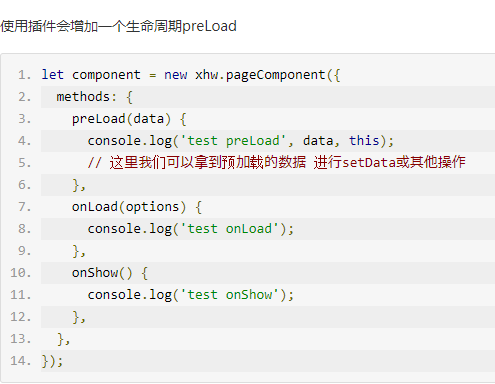 使用插件会增加一个生命周期preLoad
1. let component = new xhw.pageComponent({
2.   methods: {
3.     preLoad(data) {
4.       console.log('test preLoad', data, this);
5.       // 这里我们可以拿到预加载的数据 进行setData或其他操作
6.     },
7.     onLoad(options) {
8.       console.log('test onLoad');
9.     },
10.     onShow() {
11.       console.log('test onShow');
12.     },
13.   },
14. });